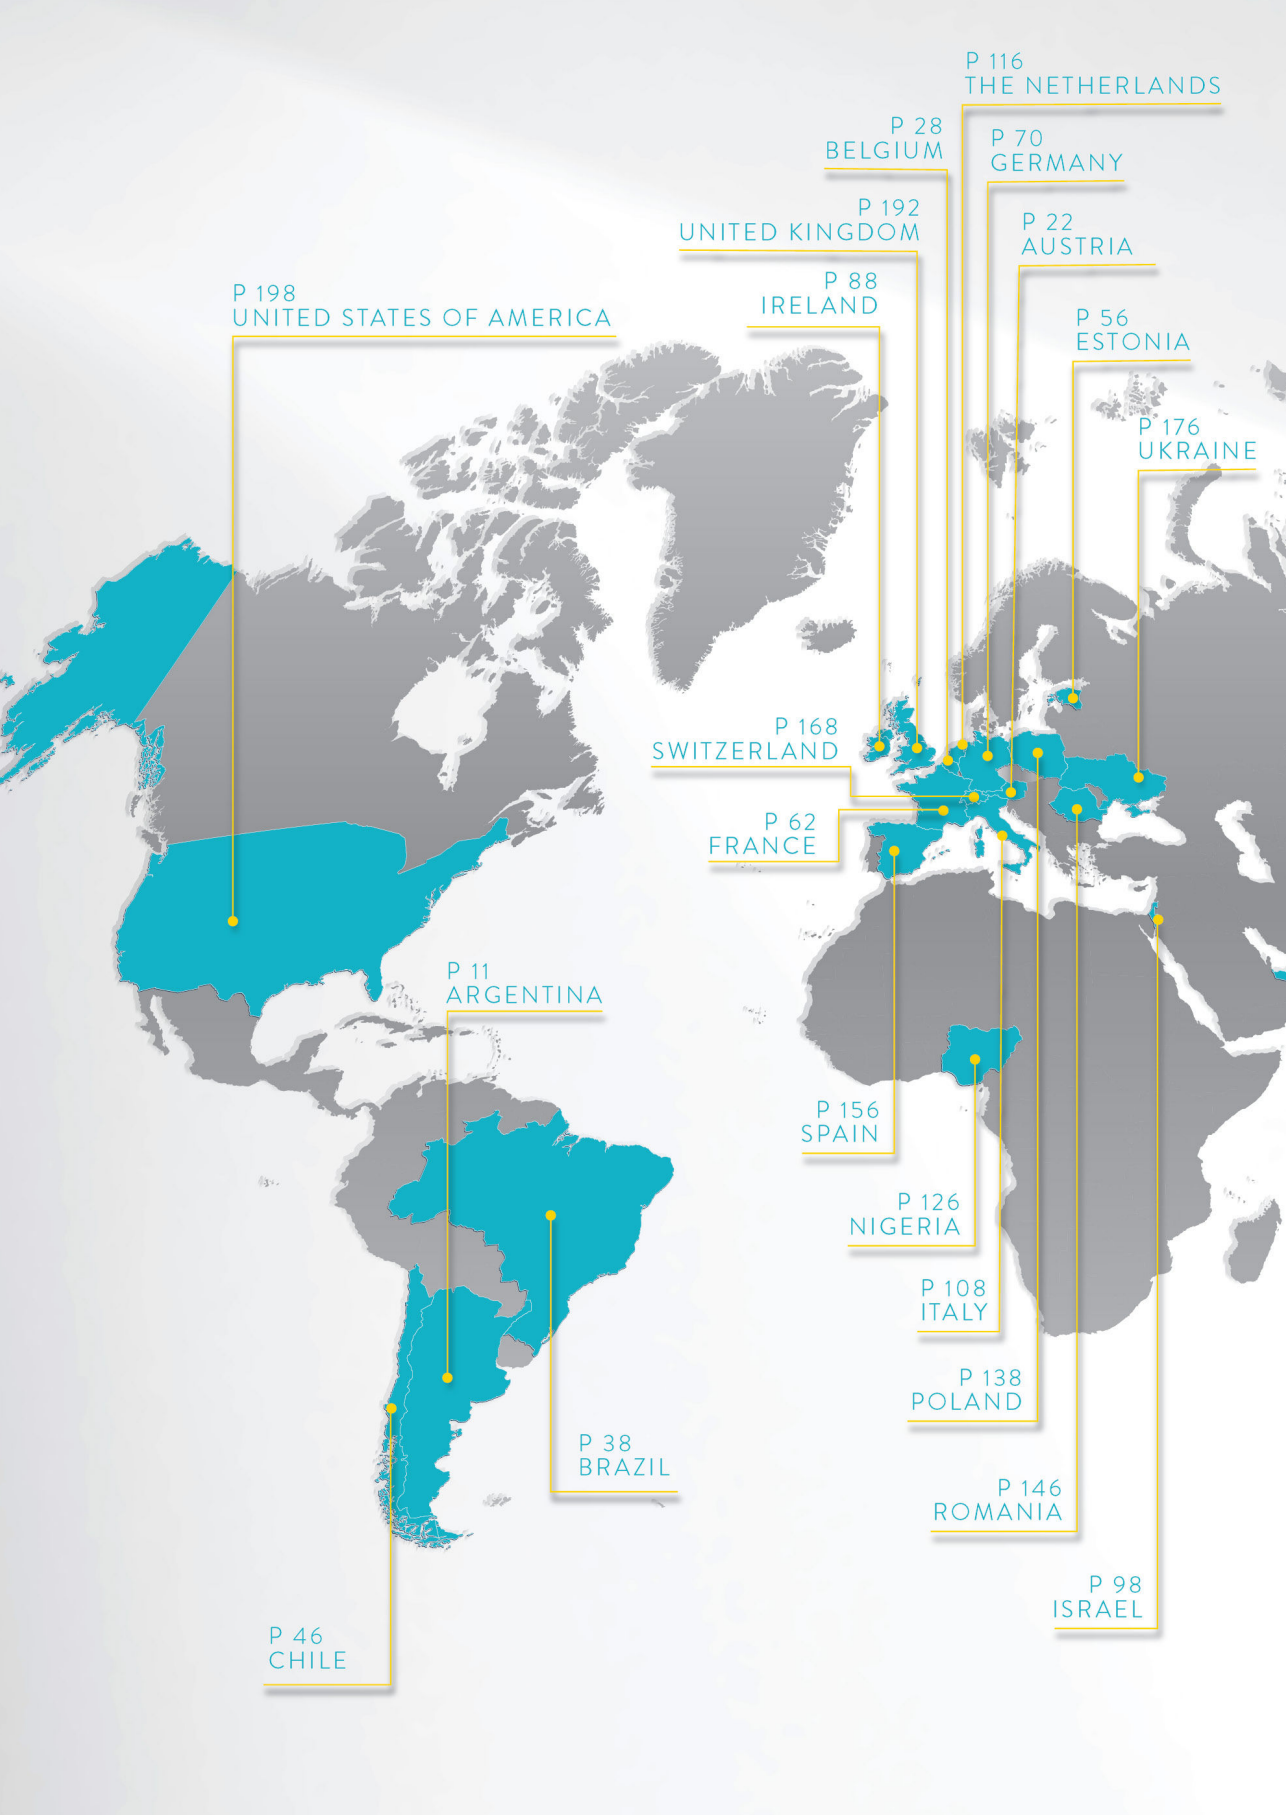 P 116
THE NETHERLANDS
P 28
BELGIUM
P 70
GERMANY
P 192
UNITED KINGDOM
P 22
AUSTRIA
P 88
IRELAND
P 198
UNITED STATES OF AMERICA
P 56
ESTONIA
P 176
UKRAINE
P 168
SWITZERLAND
P 62
FRANCE
P 11
ARGENTINA
P 156
SPAIN
P 126
NIGERIA
P 108
ITALY
P 138
POLAND
P 38
BRAZIL
P 146
ROMANIA
P 98
ISRAEL
P 46
CHILE